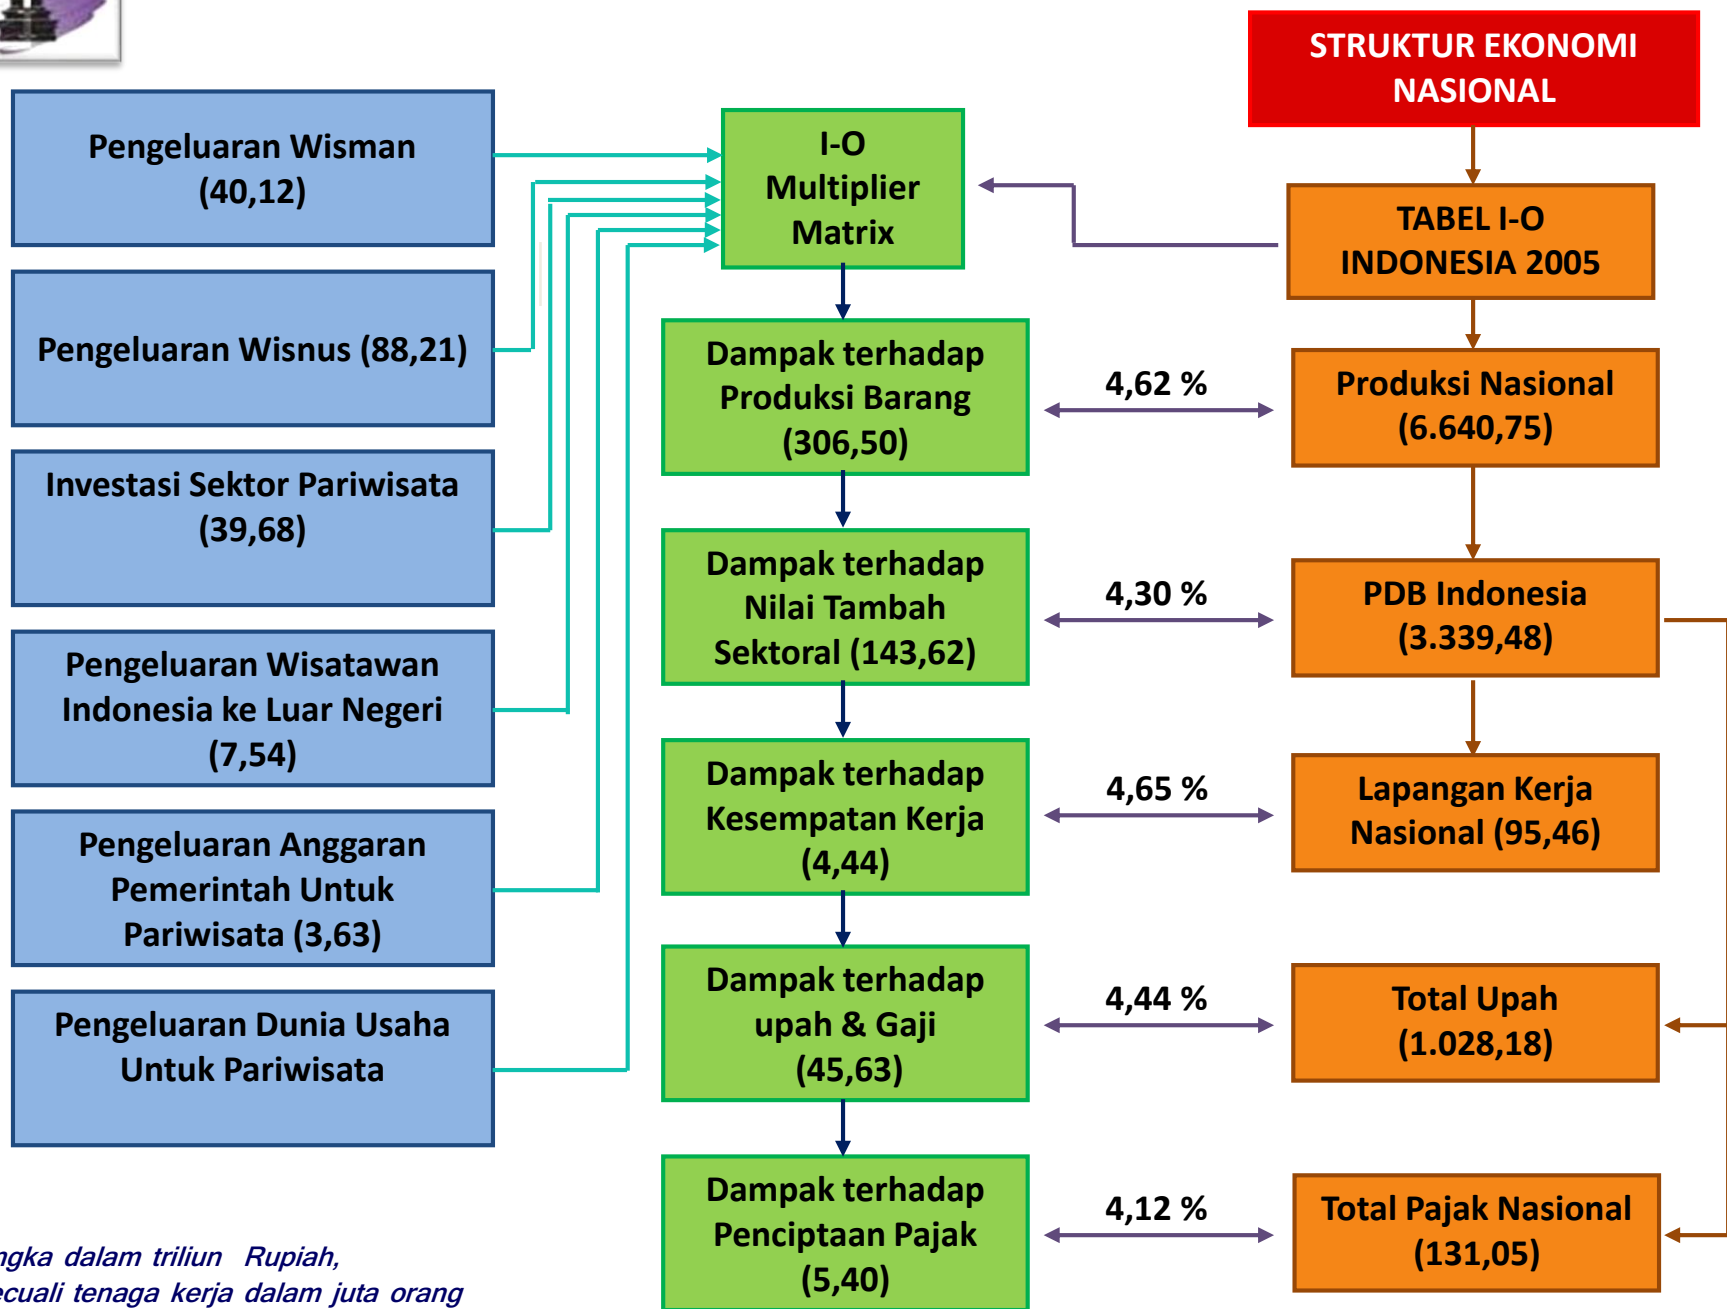 STRUKTUR EKONOMI
NASIONAL
Pengeluaran Wisman
(40,12)
I-O
Multiplier
Matrix
TABEL I-O
INDONESIA 2005
Pengeluaran Wisnus (88,21)
Dampak terhadap
Produksi Barang
(306,50)
4,62 %
Produksi Nasional
(6.640,75)
Investasi Sektor Pariwisata
(39,68)
Dampak terhadap
Nilai Tambah
Sektoral (143,62)
4,30 %
PDB Indonesia
(3.339,48)
Pengeluaran Wisatawan
Indonesia ke Luar Negeri
(7,54)
Dampak terhadap
Kesempatan Kerja
(4,44)
4,65 %
Lapangan Kerja
Nasional (95,46)
Pengeluaran Anggaran
Pemerintah Untuk
Pariwisata (3,63)
Dampak terhadap
upah & Gaji
(45,63)
4,44 %
Total Upah
(1.028,18)
Pengeluaran Dunia Usaha
Untuk Pariwisata
Dampak terhadap
Penciptaan Pajak
(5,40)
4,12 %
Total Pajak Nasional
(131,05)
ngka dalam triliun Rupiah,
ecuali tenaga kerja dalam juta orang